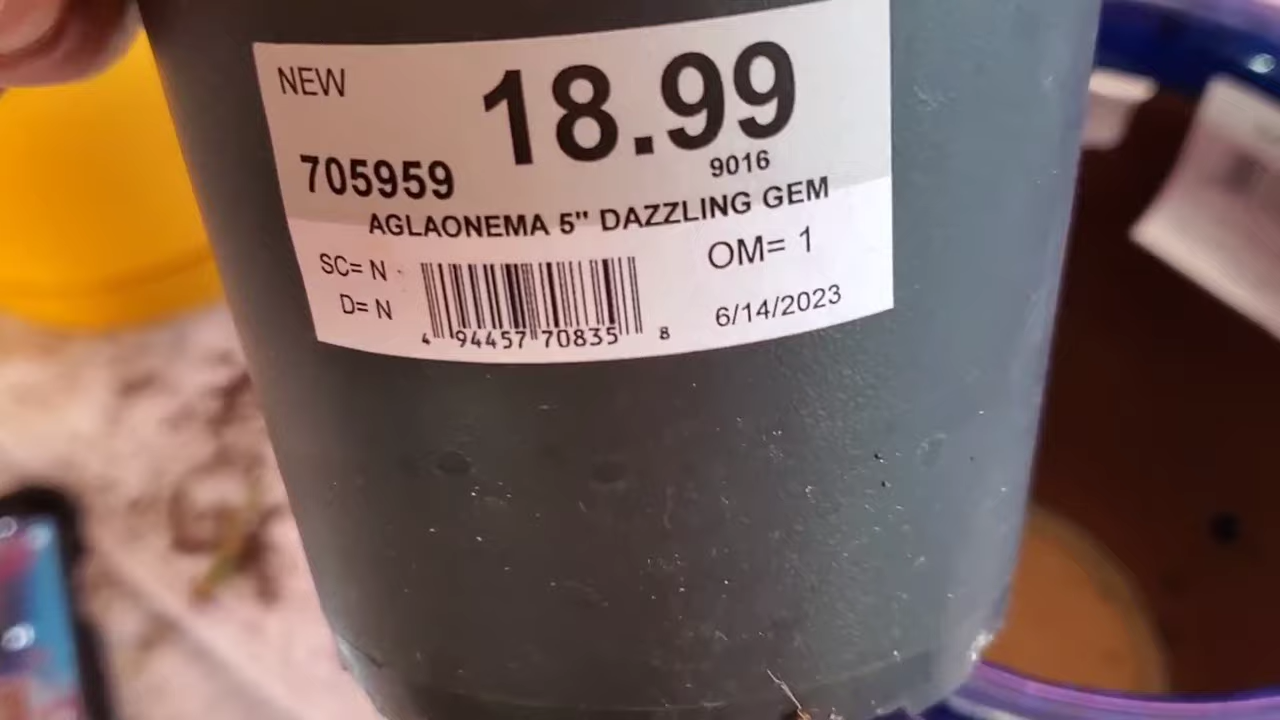 NEW
18.99
705959
9016
AGLAONEMA 5" DAZZLING GEM
SC= N
OM= 1
D= N
6/14/2023
4 94457 70835 8